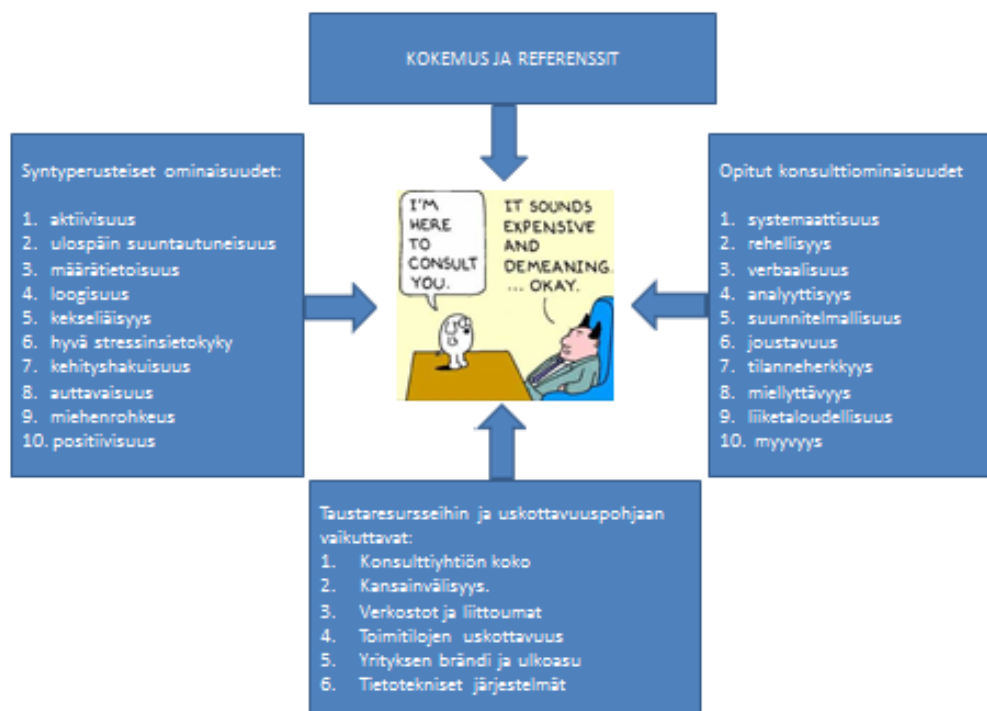 KOKEMUS JA REFERENSSIT
Syntyperusteiset ominaisuudet:
1. aktiivisuus
2. ulospäin suuntautuneisuus
3. määrätietoisuus
4. loogisuus
5. kekseliäisyys
6. hyvä stressinsietokyky
7. kehityshakuisuus
8. auttavaisuus
9. miehenrohkeus
10. positiivisuus
I'M
HERE
TO
CONSULT
YOU.
IT SOUNDS
EXPENSIVE
AND
DEMEANING.
... OKAY.
Opitut konsulttiominaisuudet
1. systemaattisuus
2. rehellisyys
3. verbaalisuus
4. analyyttisyys
5. suunnitelmallisuus
6. joustavuus
7. tilanneherkkyys
8. miellyttävyys
9. liiketaloudellisuus
10. myyvyys
Taustaresursseihin ja uskottavuuspohjaan
vaikuttavat:
1. Konsulttiyhtiön koko
2. Kansainvälisyys.
3. Verkostot ja liittoumat
4. Toimitilojen uskottavuus
5. Yrityksen brändi ja ulkoasu
6. Tietotekniset järjestelmät